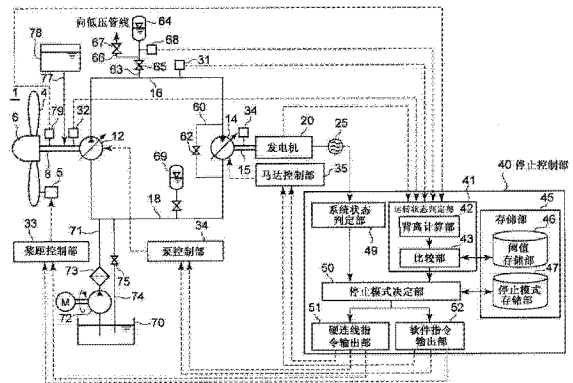 向低压管线
64
67
68
66
65
63
31
78
77
16
1
4
79
32
6
12
60
14
34
62
20
25
发电机
8
5
69
15
马达控制部
35
18
40 停止控制部
41
系统状态
判定部
49
运转状态判定部
42
背离计算部
43
比较部
45
存储部
46
阈值
存储部
47
停止模式
存储部
33
桨距控制部
71
34
泵控制部
73
75
50
停止模式决定部
M
72
74
70
51
硬连线指
令输出部
52
软件指令
输出部